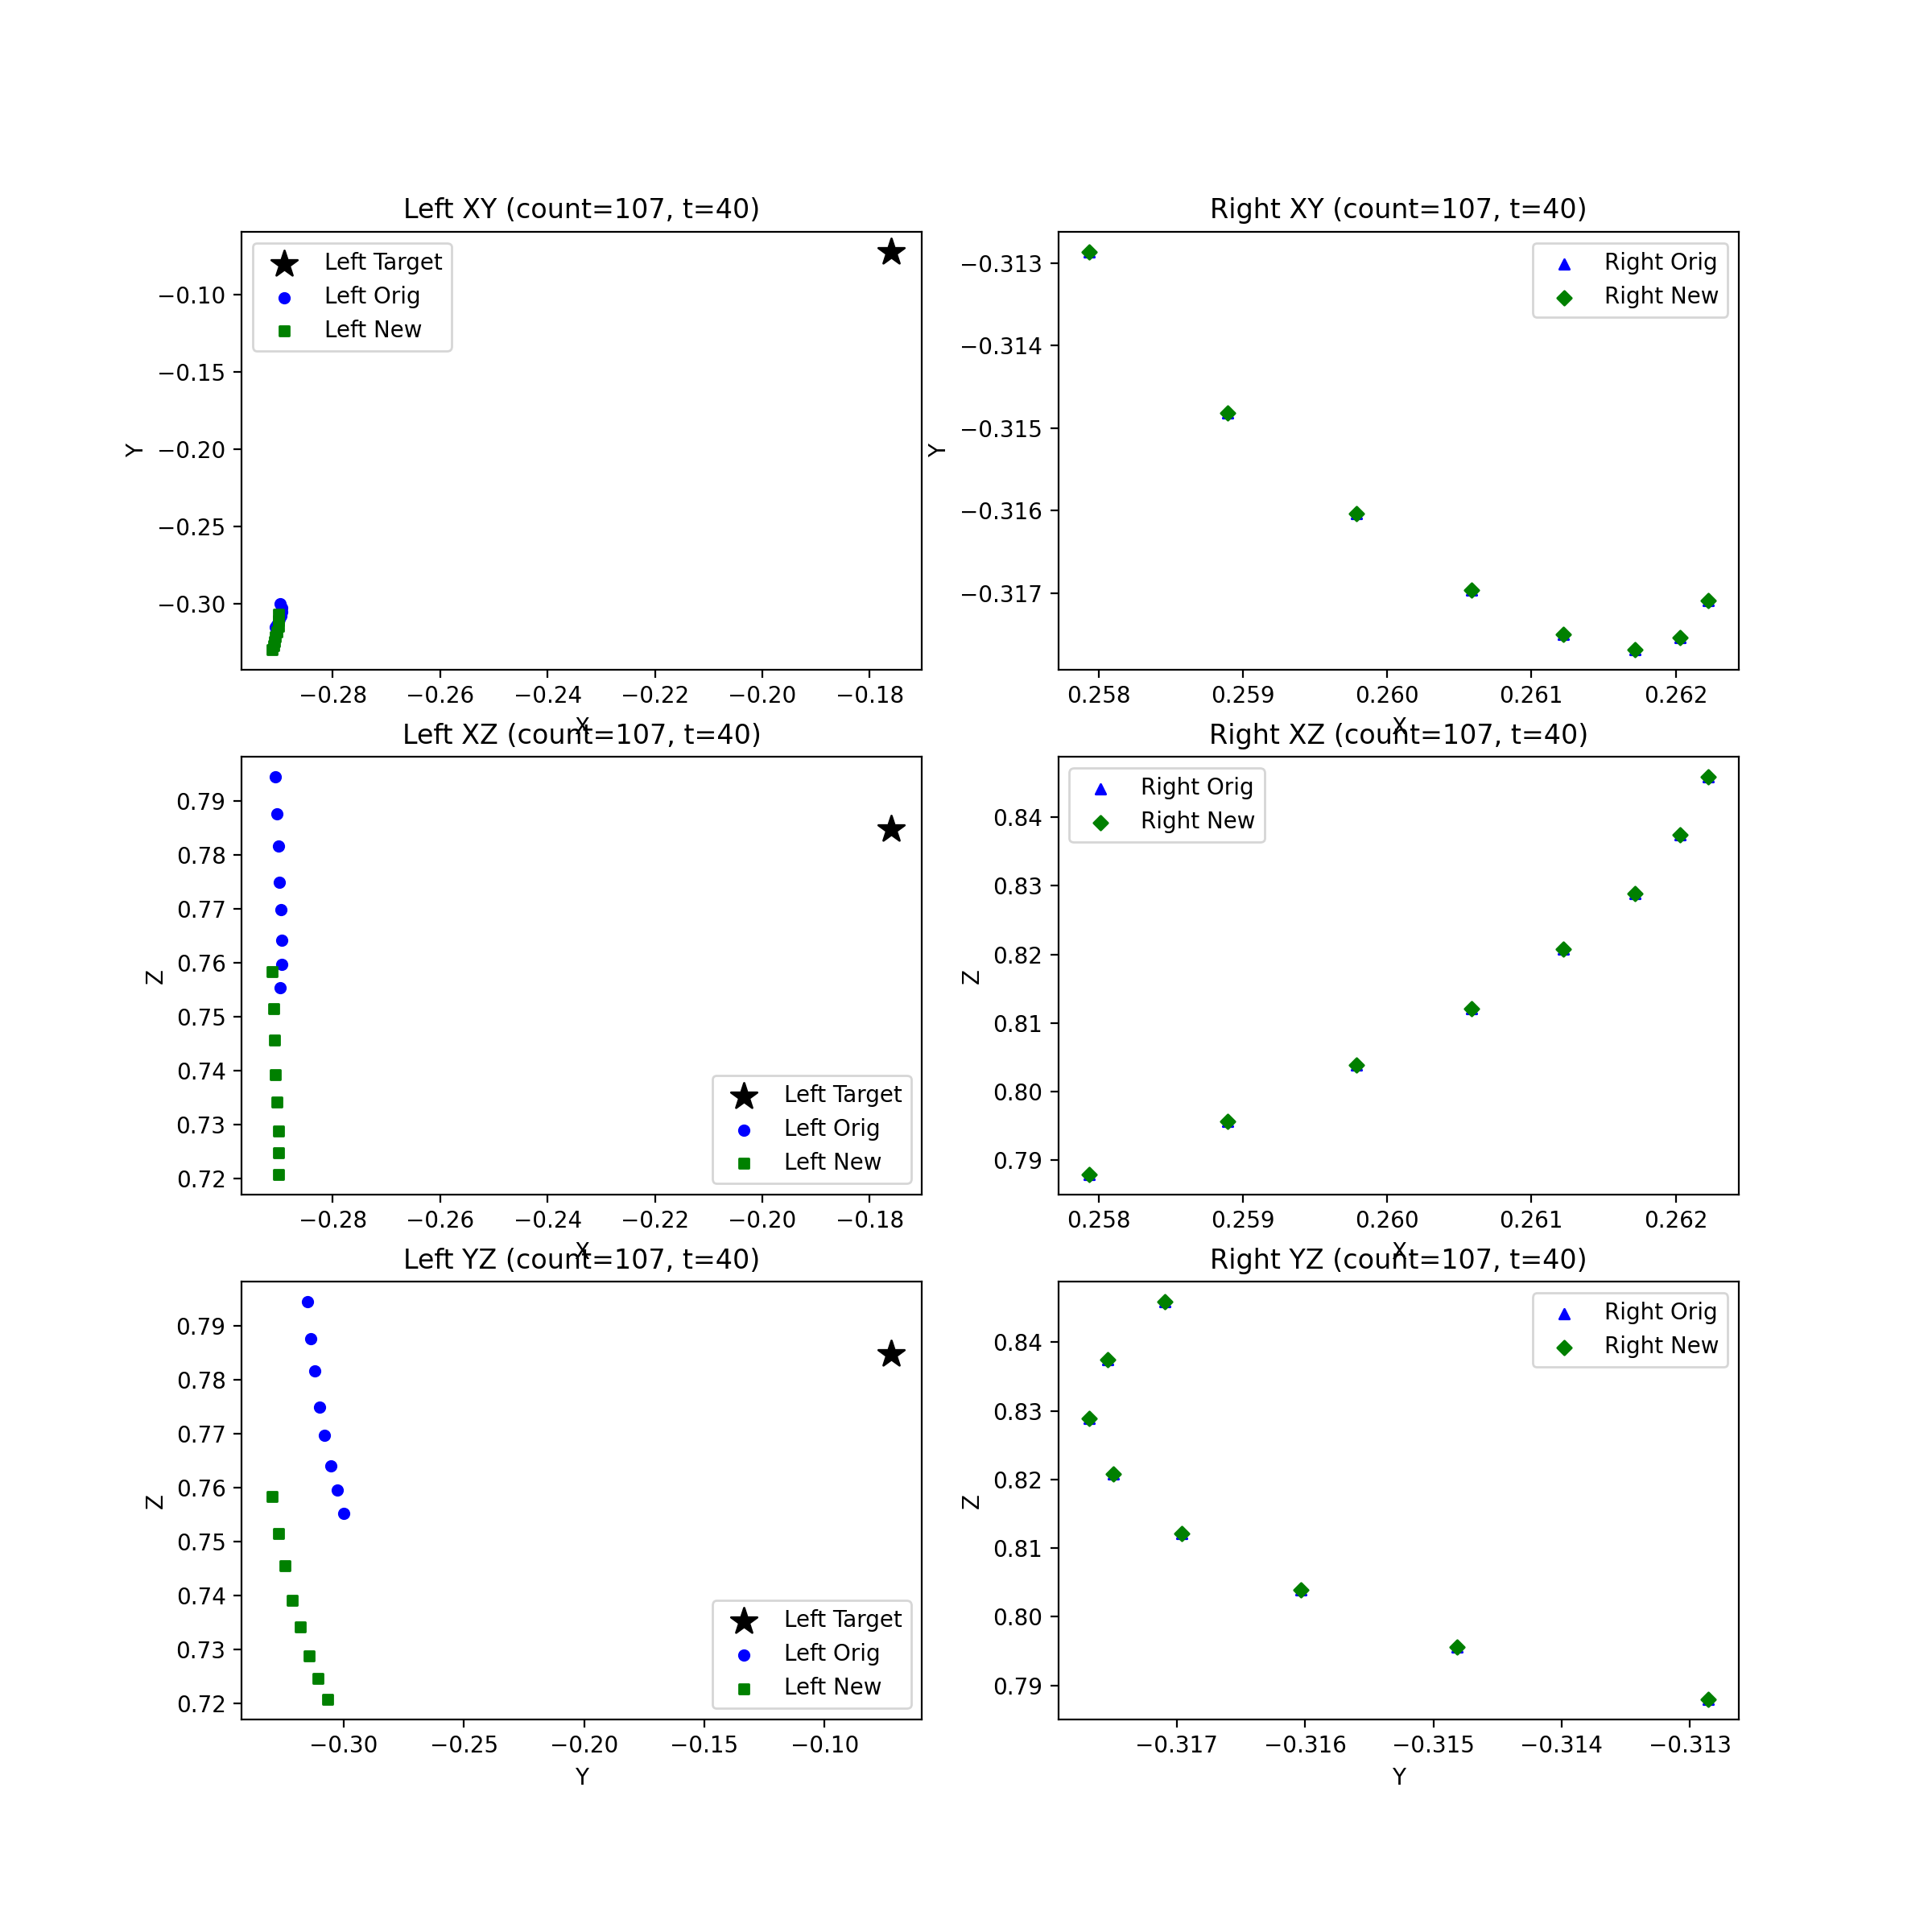 Left XY (count=107, t=40)
Left Target
Left Orig
Left New
Y
−0.10
−0.15
−0.20
−0.25
−0.30
−0.28 −0.26 −0.24 −0.22 −0.20 −0.18
X
Right XY (count=107, t=40)
Right Orig
Right New
Y
−0.313
−0.314
−0.315
−0.316
−0.317
0.258 0.259 0.260 0.261 0.262
X
Left XZ (count=107, t=40)
Z
0.79
0.78
0.77
0.76
0.75
0.74
0.73
0.72
Left Target
Left Orig
Left New
−0.28 −0.26 −0.24 −0.22 −0.20 −0.18
X
Right XZ (count=107, t=40)
Right Orig
Right New
Z
0.84
0.83
0.82
0.81
0.80
0.79
0.258 0.259 0.260 0.261 0.262
X
Left YZ (count=107, t=40)
Z
0.79
0.78
0.77
0.76
0.75
0.74
0.73
0.72
Left Target
Left Orig
Left New
−0.30 −0.25 −0.20 −0.15 −0.10
Y
Right YZ (count=107, t=40)
Right Orig
Right New
Z
0.84
0.83
0.82
0.81
0.80
0.79
−0.317 −0.316 −0.315 −0.314 −0.313
Y